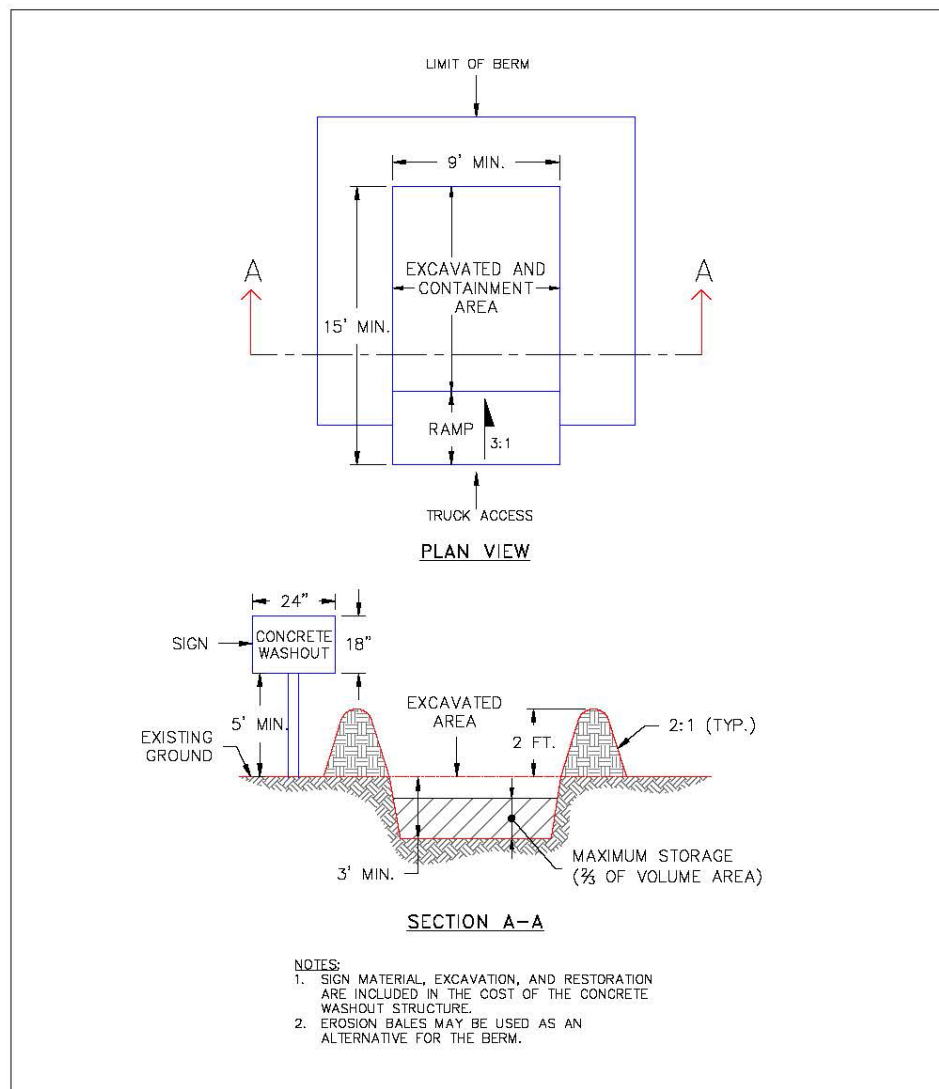 LIMIT OF BERM
9' MIN.
A
A
EXCAVATED AND
CONTAINMENT
AREA
15' MIN.
RAMP
3:1
TRUCK ACCESS
PLAN VIEW
24"
SIGN
CONCRETE
WASHOUT
18"
5' MIN.
EXCAVATED
AREA
2 FT.
2:1 (TYP.)
EXISTING
GROUND
3' MIN.
MAXIMUM STORAGE
(⅔ OF VOLUME AREA)
SECTION A-A
NOTES:
1. SIGN MATERIAL, EXCAVATION, AND RESTORATION
ARE INCLUDED IN THE COST OF THE CONCRETE
WASHOUT STRUCTURE.
2. EROSION BALES MAY BE USED AS AN
ALTERNATIVE FOR THE BERM.